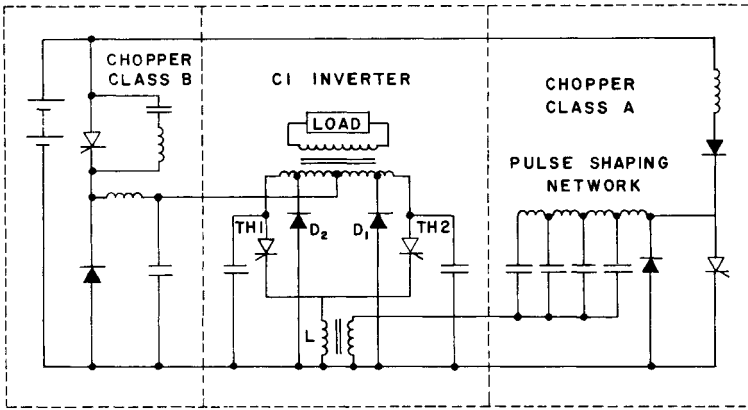 CHOPPER
CLASS B
CI INVERTER
LOAD
CHOPPER
CLASS A
PULSE SHAPING
NETWORK
TH1
D2
D1
TH2
L